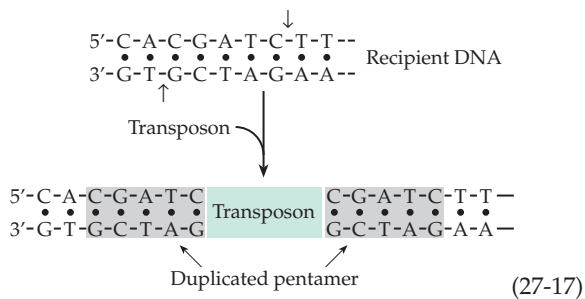 5′-C-A-C-G-A-T-C-T-T--
3′-G-T-G-C-T-A-G-A-A--
Recipient DNA
Transposon
5′-C-A-C-G-A-T-C Transposon C-G-A-T-C-T-T—
3′-G-T-G-C-T-A-G G-C-T-A-G-A-A—
Duplicated pentamer
(27-17)